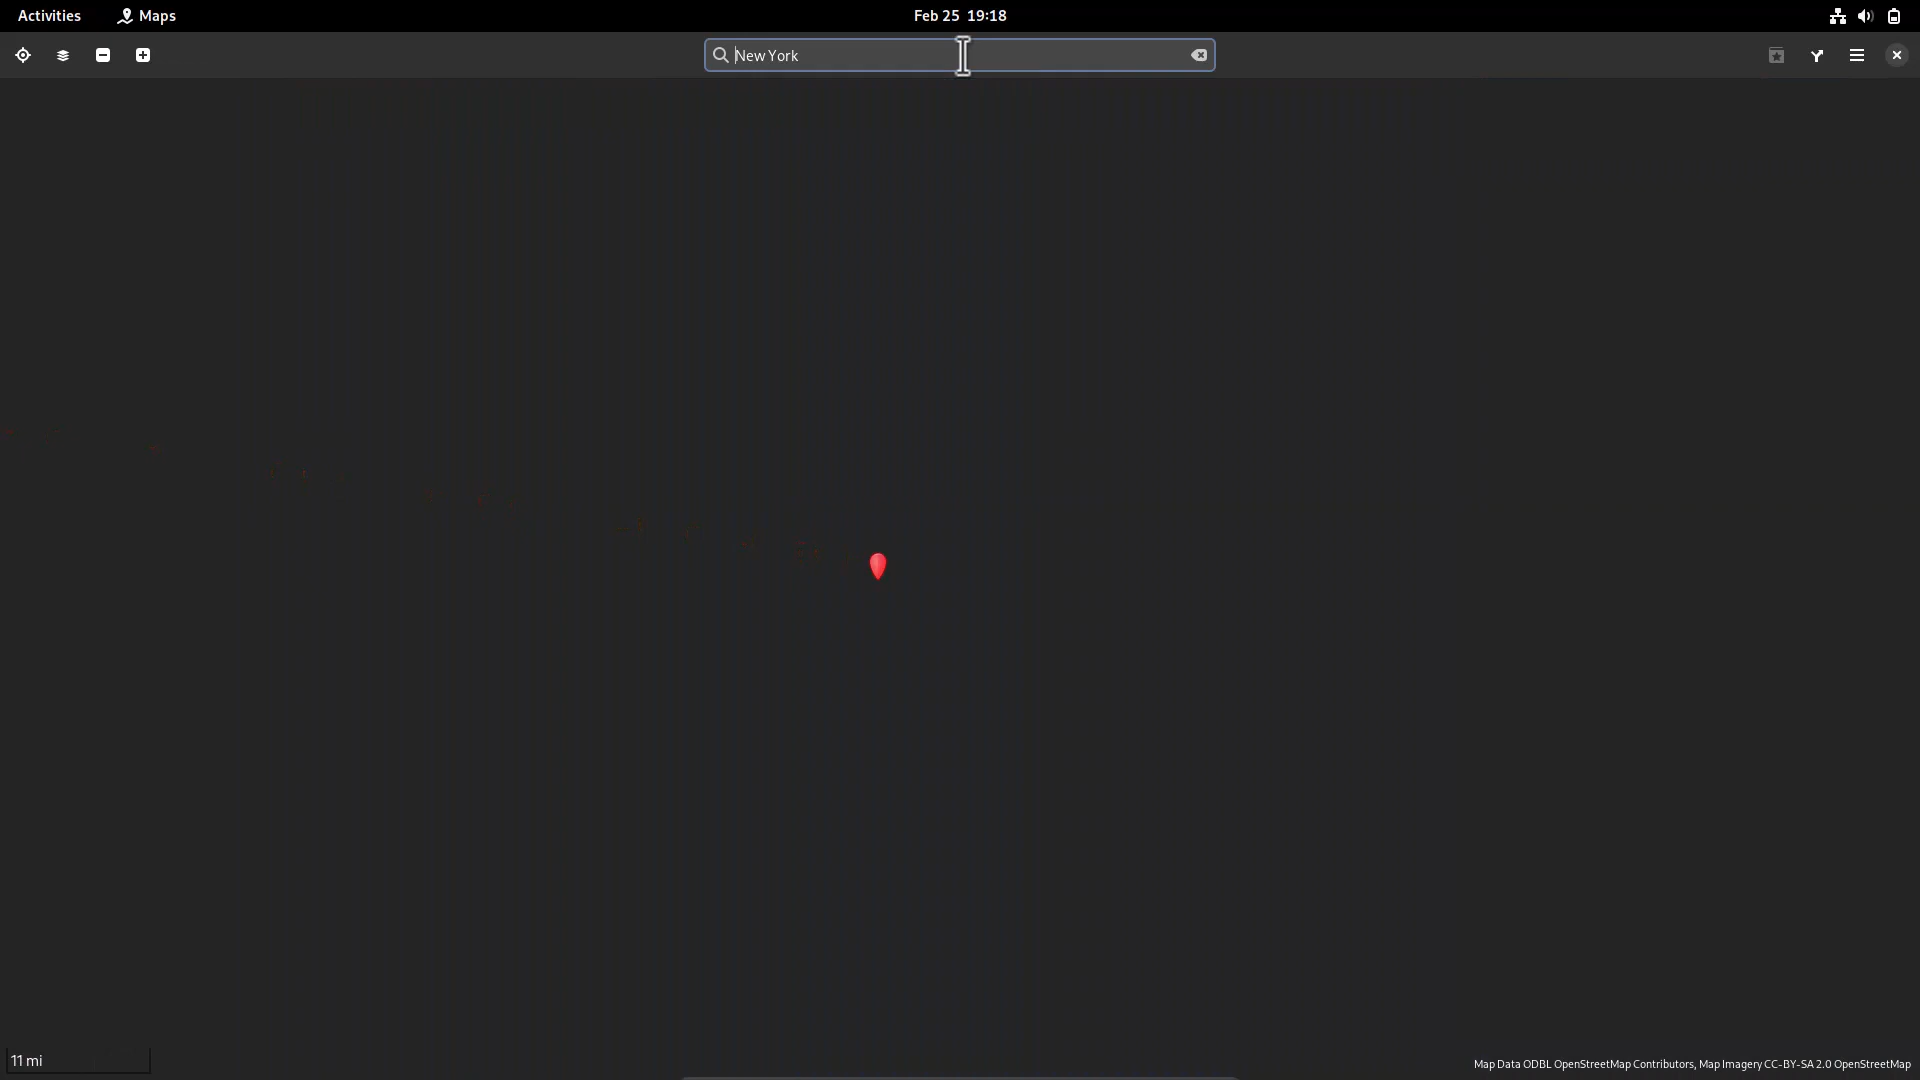 Activities Maps Feb 25 19:18
New York
11 mi
Map Data ODBL OpenStreetMap Contributors, Map Imagery CC-BY-SA 2.0 OpenStreetMap